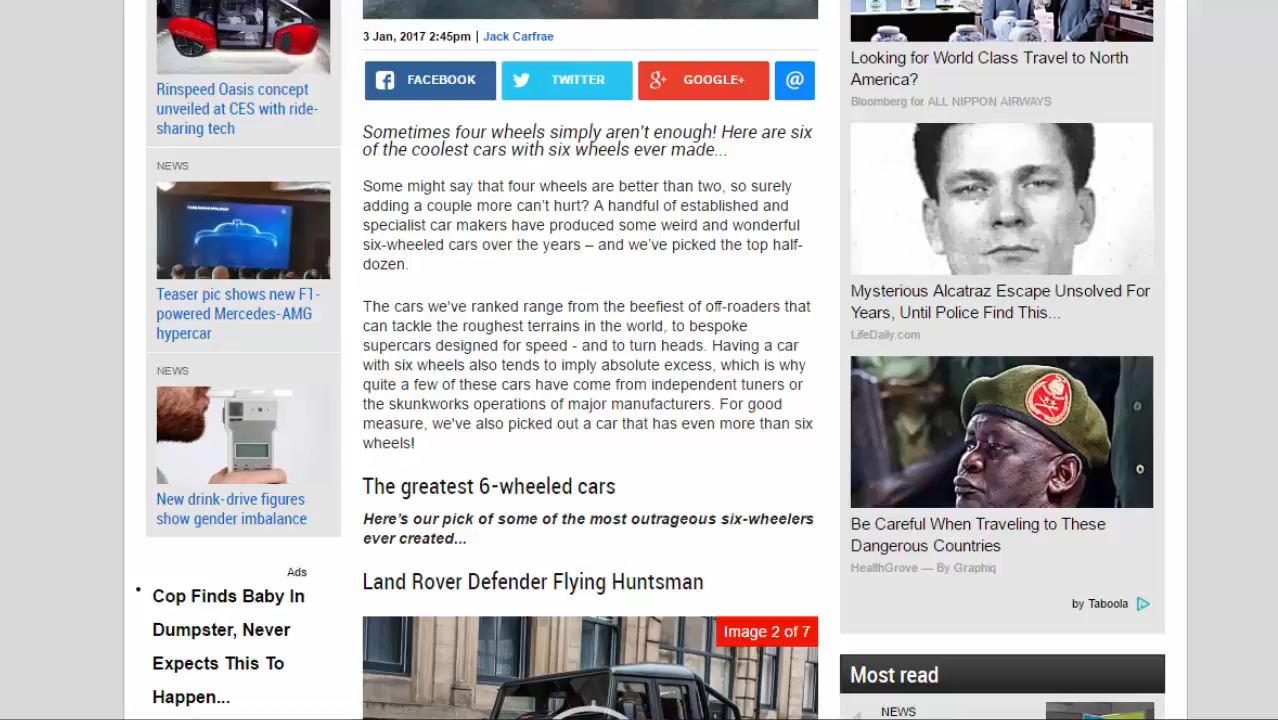 Rinspeed Oasis concept
unveiled at CES with ride-
sharing tech
NEWS
Teaser pic shows new F1-
powered Mercedes-AMG
hypercar
NEWS
New drink-drive figures
show gender imbalance
Ads
Cop Finds Baby In
Dumpster, Never
Expects This To
Happen...
3 Jan, 2017 2:45pm | Jack Carfrae
FACEBOOK
TWITTER
GOOGLE+
@
Sometimes four wheels simply aren't enough! Here are six
of the coolest cars with six wheels ever made...
Some might say that four wheels are better than two, so surely
adding a couple more can’t hurt? A handful of established and
specialist car makers have produced some weird and wonderful
six-wheeled cars over the years – and we’ve picked the top half-
dozen.
The cars we've ranked range from the beefiest of off-roaders that
can tackle the roughest terrains in the world, to bespoke
supercars designed for speed - and to turn heads. Having a car
with six wheels also tends to imply absolute excess, which is why
quite a few of these cars have come from independent tuners or
the skunkworks operations of major manufacturers. For good
measure, we've also picked out a car that has even more than six
wheels!
The greatest 6-wheeled cars
Here’s our pick of some of the most outrageous six-wheelers
ever created...
Land Rover Defender Flying Huntsman
Image 2 of 7
Looking for World Class Travel to North
America?
Bloomberg for ALL NIPPON AIRWAYS
Mysterious Alcatraz Escape Unsolved For
Years, Until Police Find This...
LifeDaily.com
Be Careful When Traveling to These
Dangerous Countries
HealthGrove — By Graphiq
by Taboola
Most read
NEWS